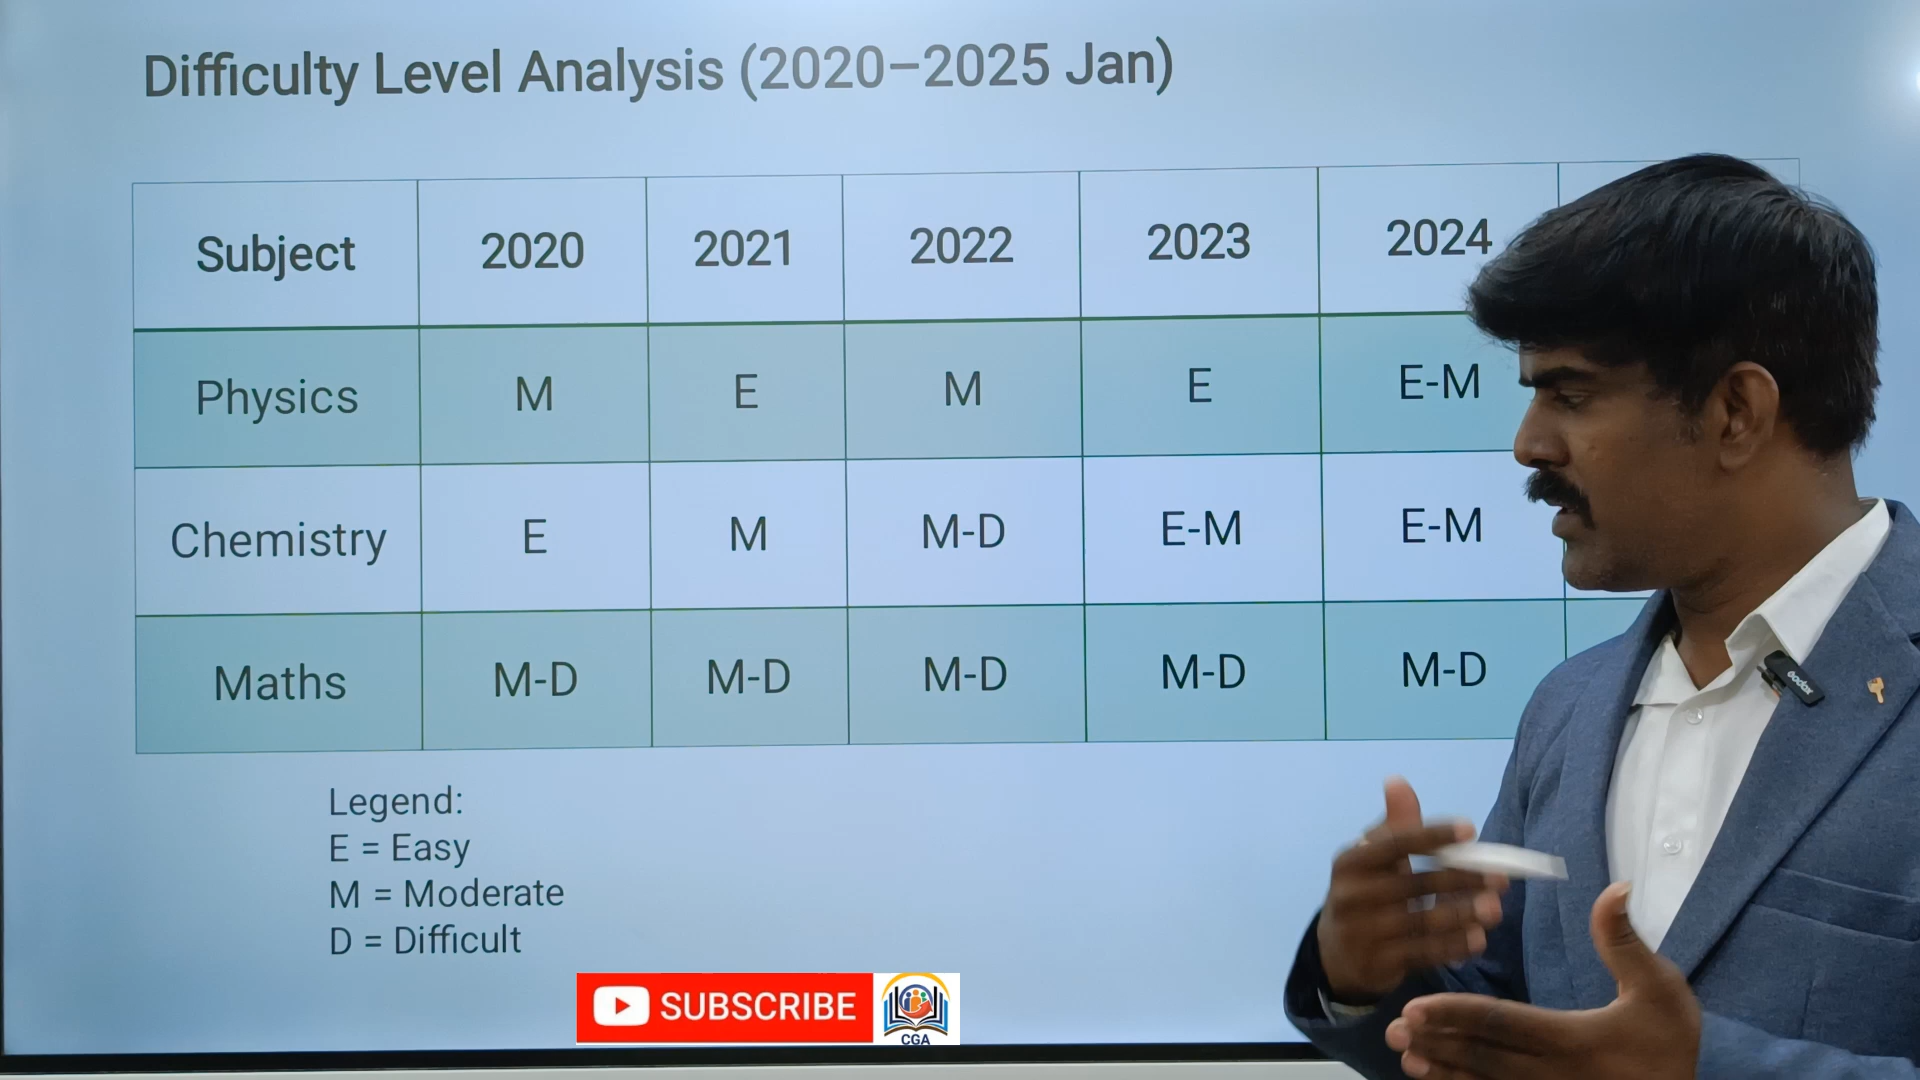 Difficulty Level Analysis (2020–2025 Jan)
Subject 2020 2021 2022 2023 2024
Physics M E M E E-M
Chemistry E M M-D E-M E-M
Maths M-D M-D M-D M-D M-D
Legend:
E = Easy
M = Moderate
D = Difficult
SUBSCRIBE
CGA
Godox